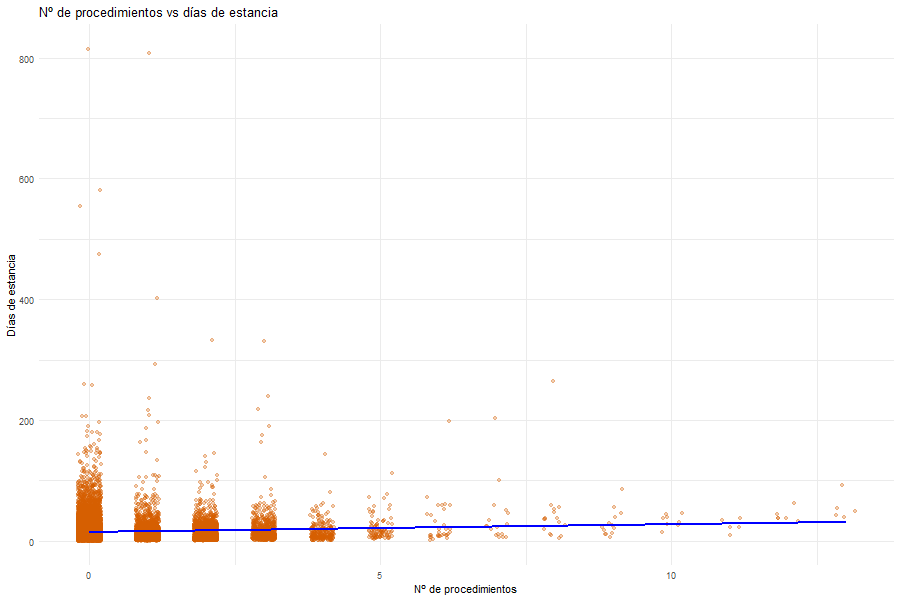 Nº de procedimientos vs días de estancia
800
600
400
200
0
Días de estancia
0
5
10
Nº de procedimientos